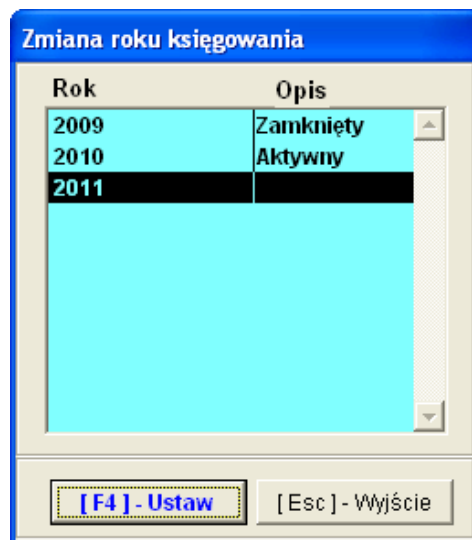 Zmiana roku księgowania
Rok Opis
2009 Zamknięty
2010 Aktywny
2011
[ F4 ] - Ustaw [ Esc ] - Wyjście